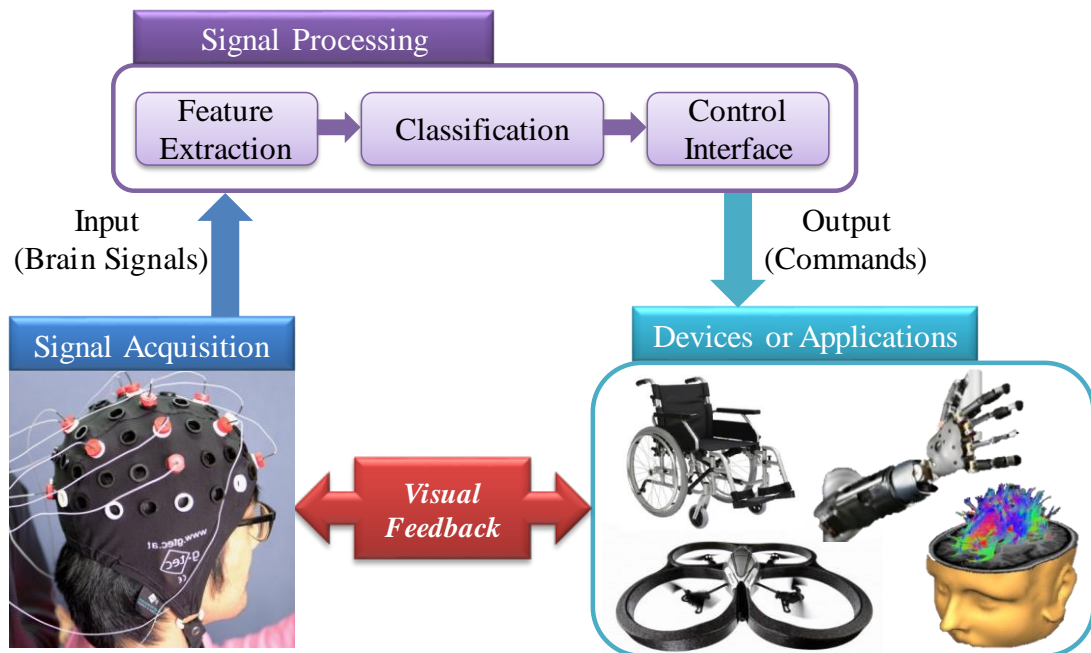 Signal Processing
Feature
Extraction
Classification
Control
Interface
Input
(Brain Signals)
Output
(Commands)
Signal Acquisition
Devices or Applications
Visual
Feedback
www.gtec.at
g.tec